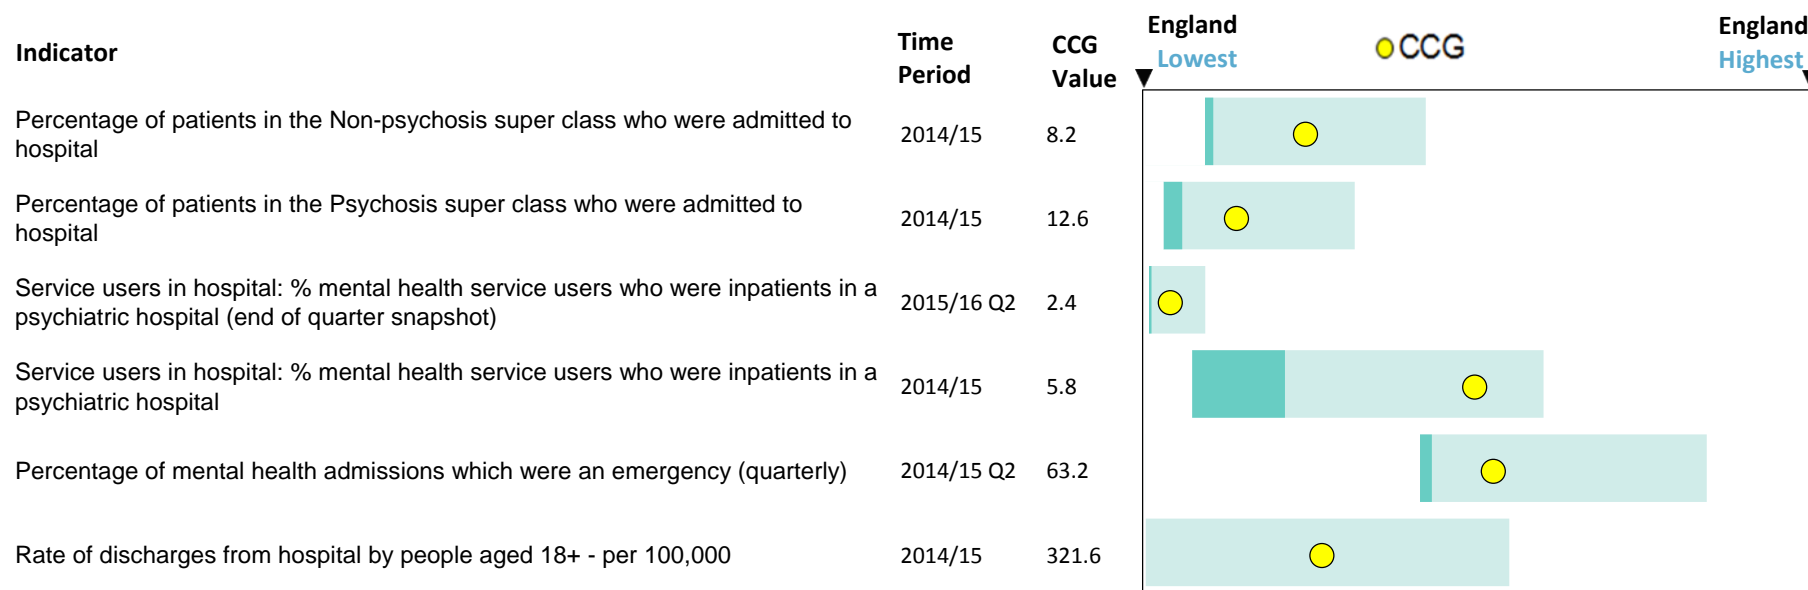 Indicator
Time
Period
CCG
Value
England
Lowest
CCG
England
Highest
Percentage of patients in the Non-psychosis super class who were admitted to
hospital
2014/15
8.2
Percentage of patients in the Psychosis super class who were admitted to
hospital
2014/15
12.6
Service users in hospital: % mental health service users who were inpatients in a
psychiatric hospital (end of quarter snapshot)
2015/16 Q2
2.4
Service users in hospital: % mental health service users who were inpatients in a
psychiatric hospital
2014/15
5.8
Percentage of mental health admissions which were an emergency (quarterly)
2014/15 Q2
63.2
Rate of discharges from hospital by people aged 18+ - per 100,000
2014/15
321.6